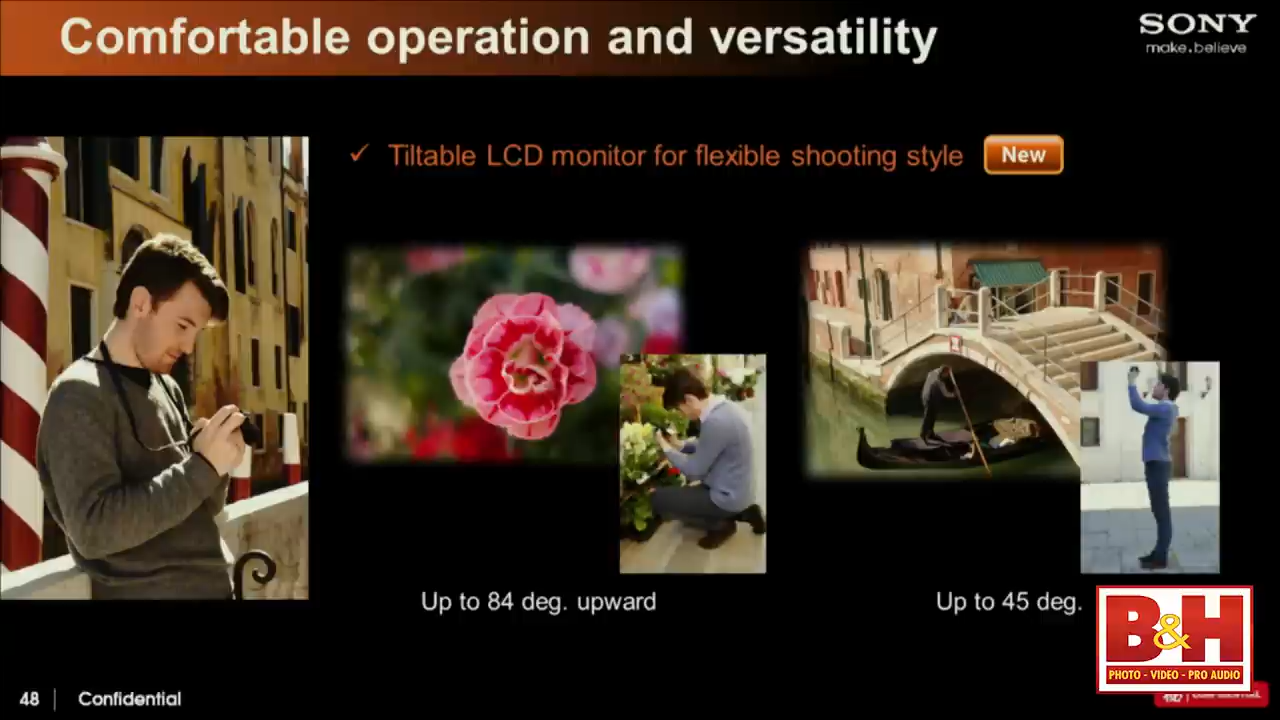 Comfortable operation and versatility
SONY
make.believe
✓ Tiltable LCD monitor for flexible shooting style
New
Up to 84 deg. upward
Up to 45 deg.
B&H
PHOTO - VIDEO - PRO AUDIO
48 | Confidential